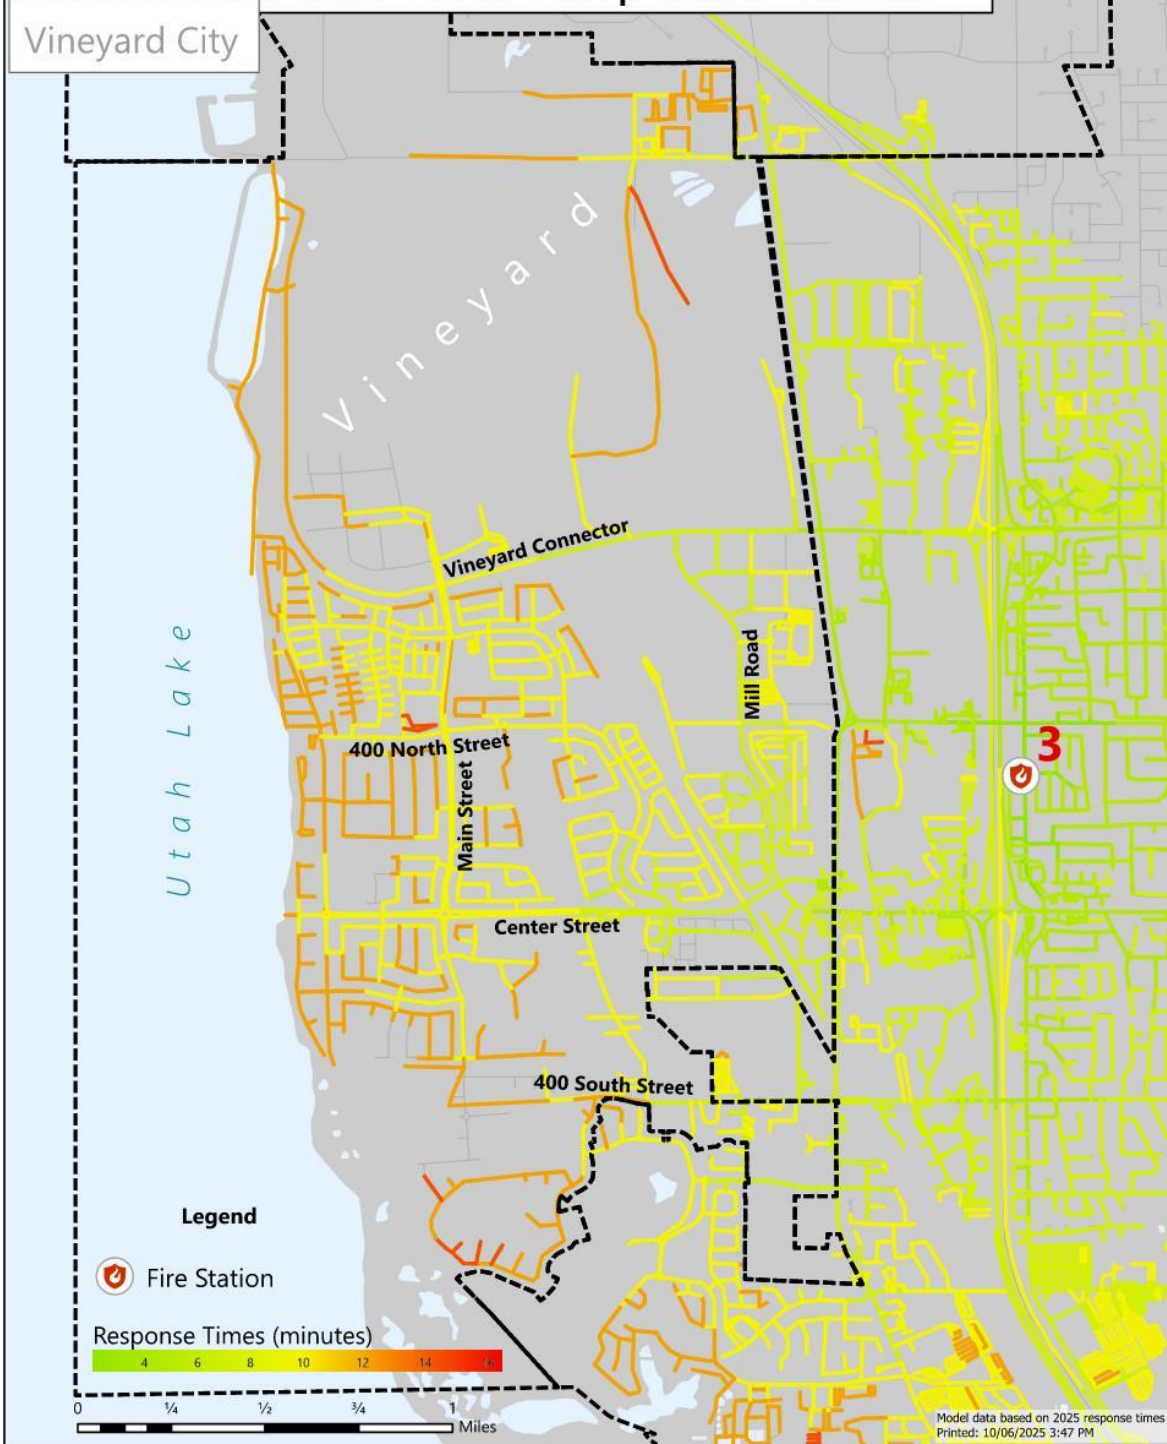 Vineyard City
Vineyard
Vineyard Connector
Mill Road
Utah Lake
3
400 North Street
Main Street
Center Street
400 South Street
Legend
Fire Station
Response Times (minutes)
4 6 8 10 12 14 16
0 ¼ ½ ¾ 1
Miles
Model data based on 2025 response times
Printed: 10/06/2025 3:47 PM